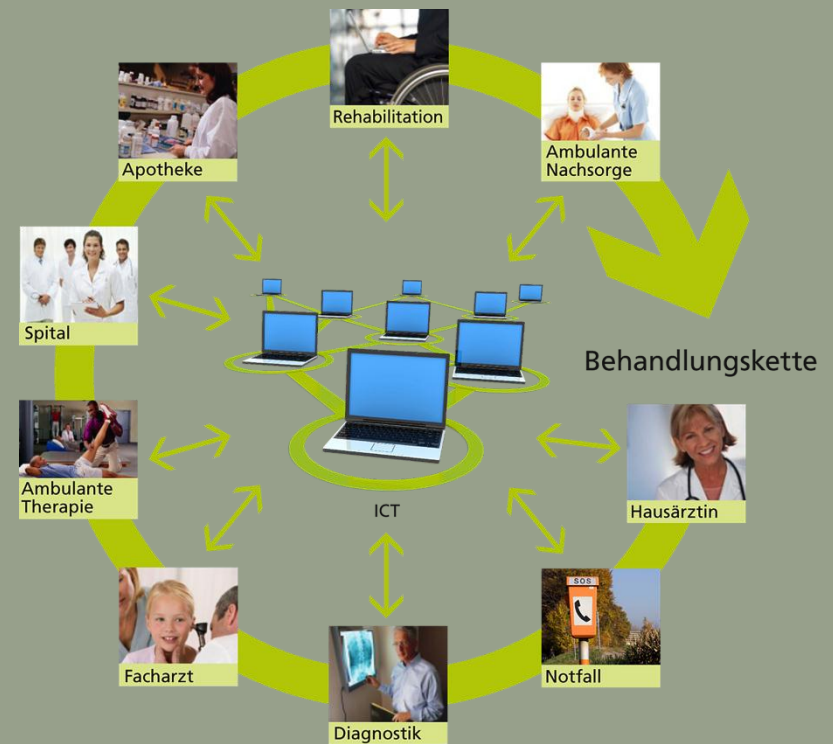 Rehabilitation
Apotheke
Ambulante
Nachsorge
Spital
Behandlungskette
Ambulante
Therapie
ICT
Hausärztin
SOS
Facharzt
Notfall
Diagnostik